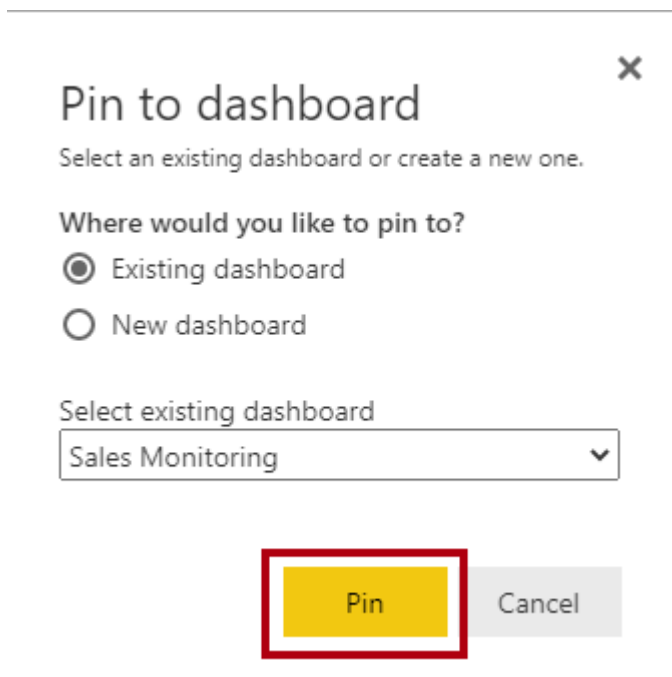 Pin to dashboard
Select an existing dashboard or create a new one.
Where would you like to pin to?
Existing dashboard
New dashboard
Select existing dashboard
Sales Monitoring
Pin Cancel